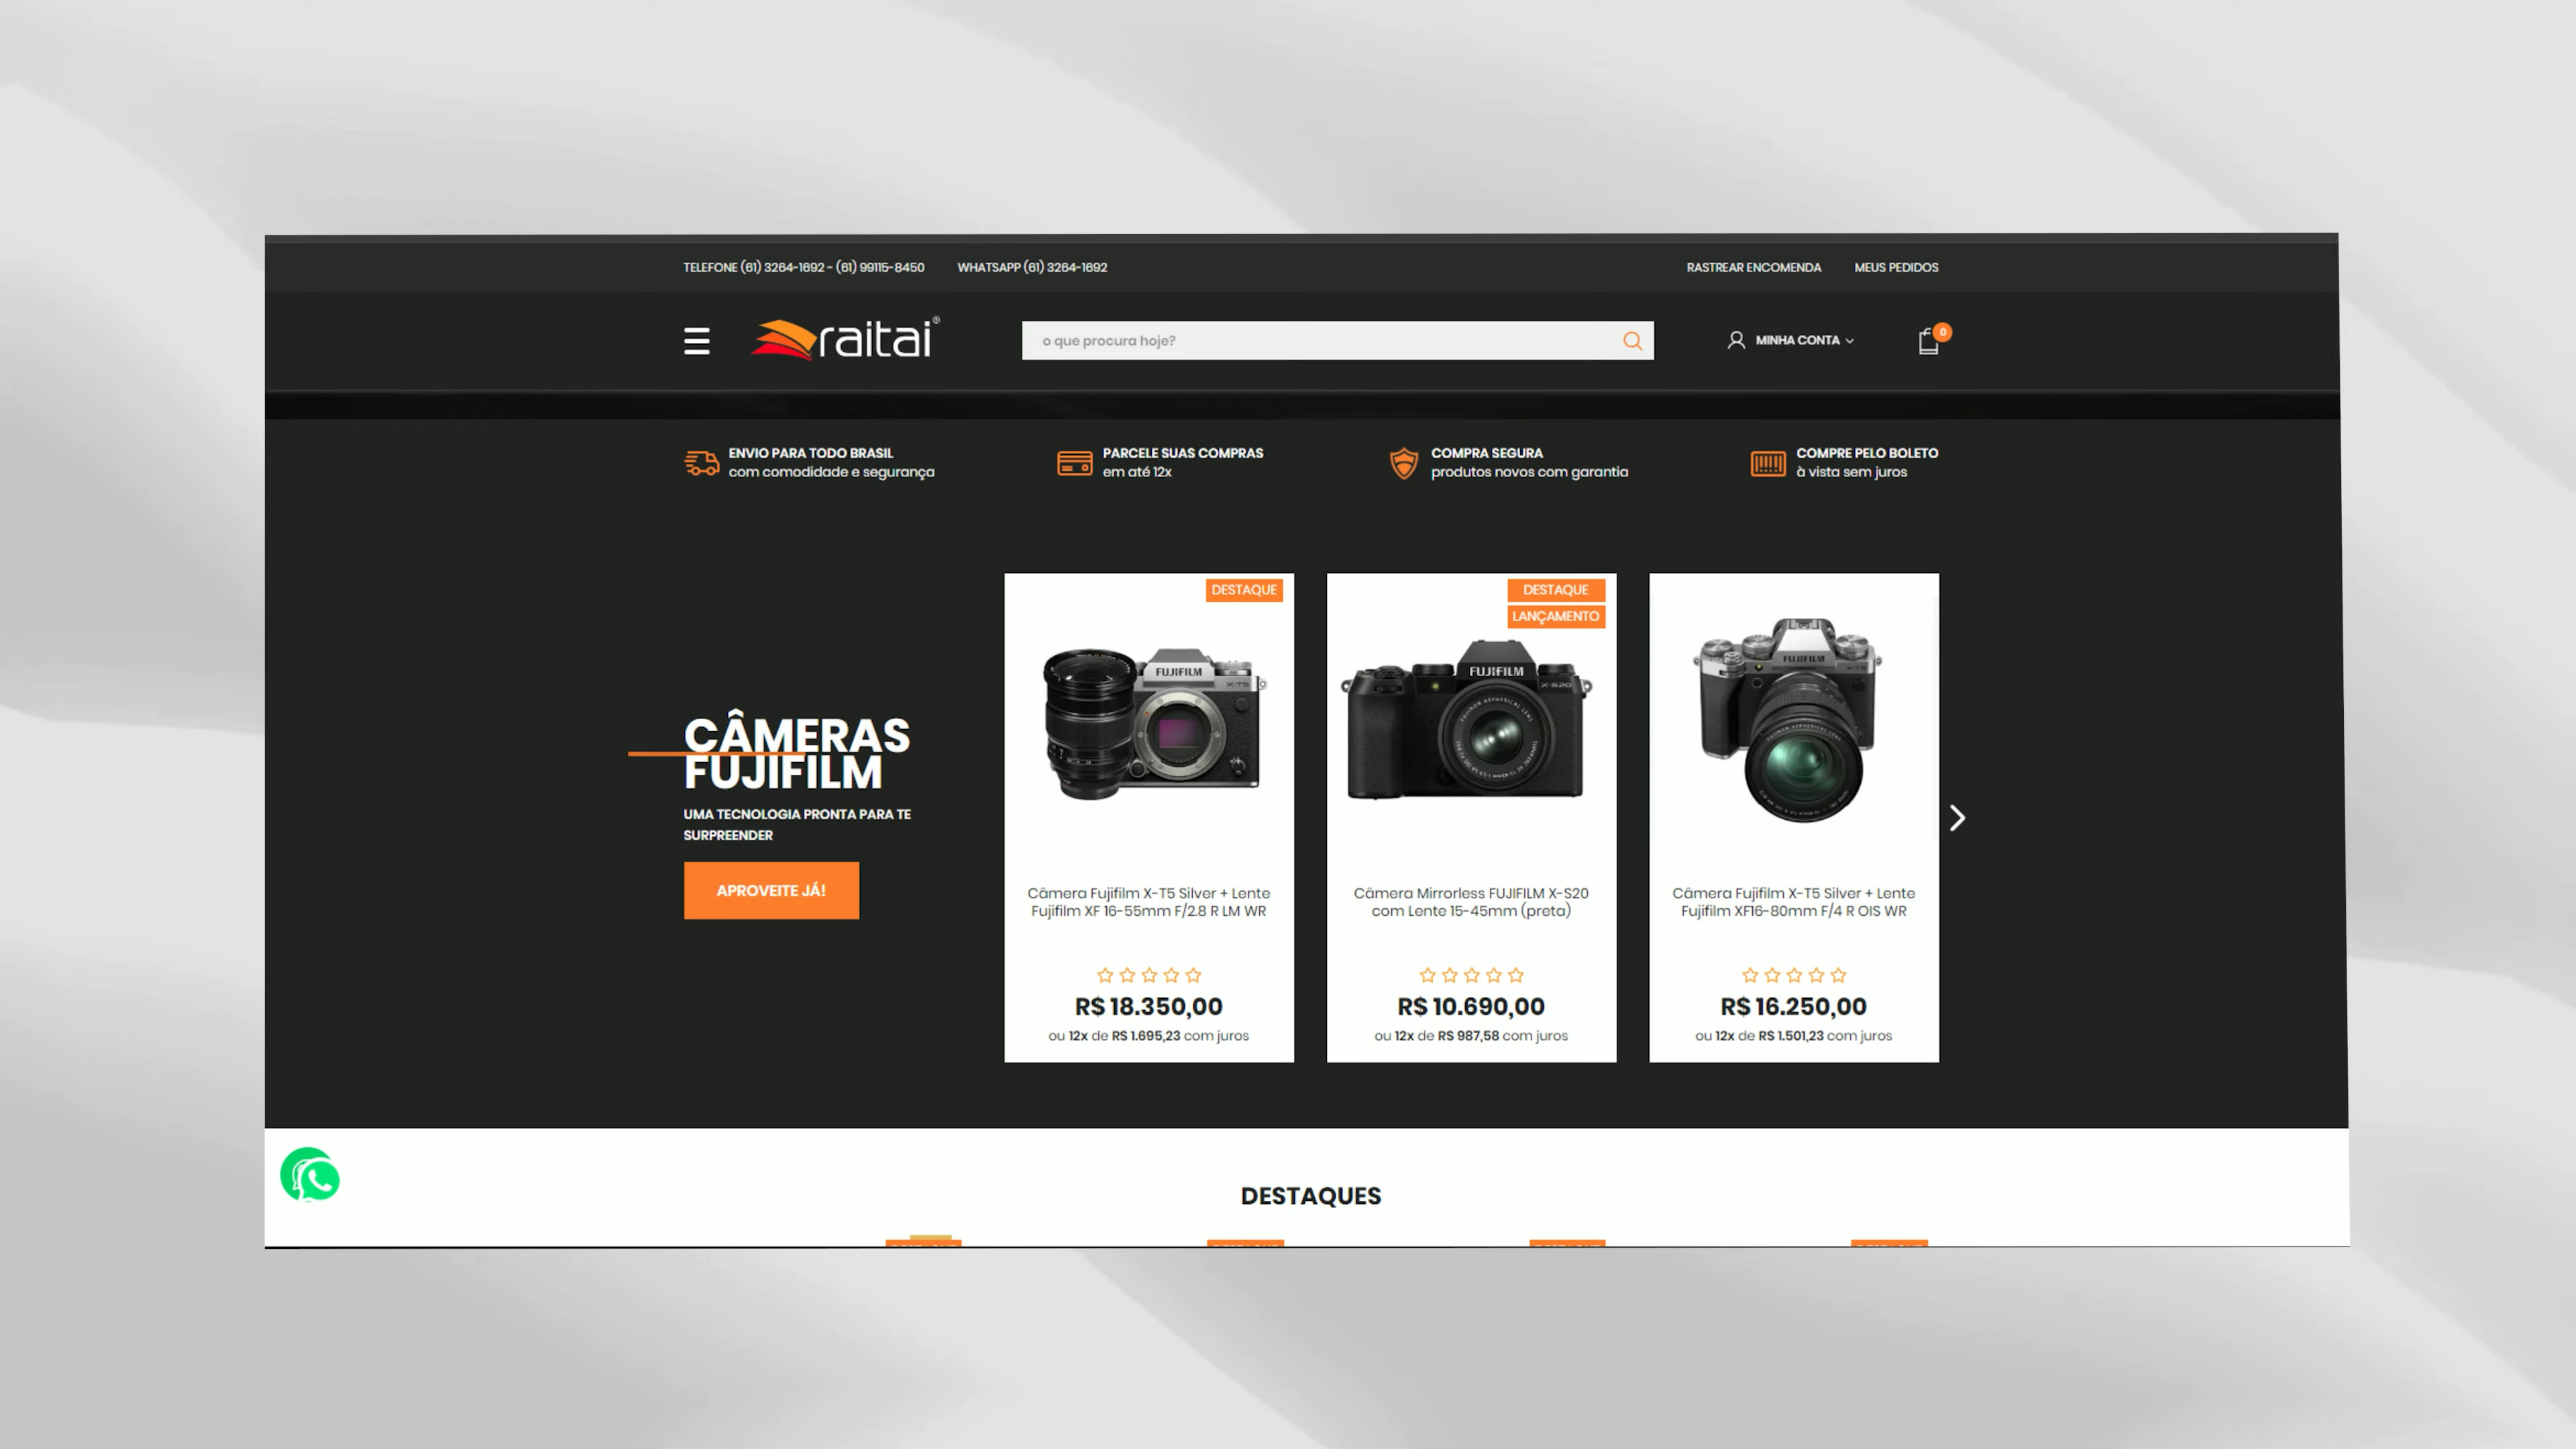 TELEFONE (61) 3264-1692 - (61) 99115-8450 WHATSAPP (61) 3264-1692 RASTREAR ENCOMENDA MEUS PEDIDOS
raitai® o que procura hoje? MINHA CONTA 0
ENVIO PARA TODO BRASIL
com comodidade e segurança
PARCELE SUAS COMPRAS
em até 12x
COMPRA SEGURA
produtos novos com garantia
COMPRE PELO BOLETO
à vista sem juros
CÂMERAS
FUJIFILM
UMA TECNOLOGIA PRONTA PARA TE
SURPREENDER
APROVEITE JÁ!
DESTAQUE
FUJIFILM
X-T5
Câmera Fujifilm X-T5 Silver + Lente
Fujifilm XF 16-55mm F/2.8 R LM WR
R$ 18.350,00
ou 12x de R$ 1.695,23 com juros
DESTAQUE
LANÇAMENTO
FUJIFILM
X-S20
Câmera Mirrorless FUJIFILM X-S20
com Lente 15-45mm (preta)
R$ 10.690,00
ou 12x de R$ 987,58 com juros
FUJIFILM
X-T5
Câmera Fujifilm X-T5 Silver + Lente
Fujifilm XF16-80mm F/4 R OIS WR
R$ 16.250,00
ou 12x de R$ 1.501,23 com juros
DESTAQUES